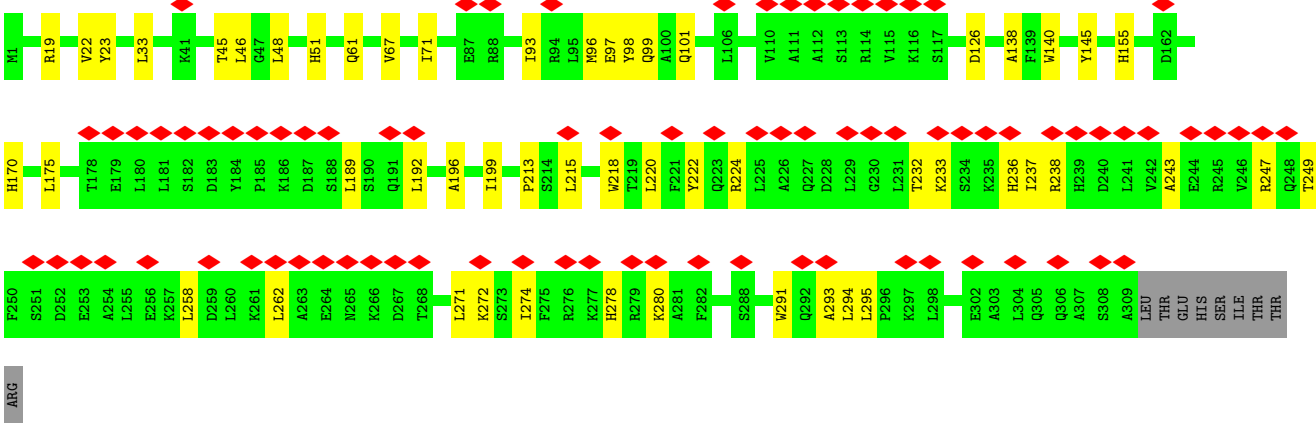 M1 R19 V22 Y23 L33 K41 T45 L46 G47 L48 H51 Q61 V67 I71 E87 R88 I93 R94 L95 M96 E97 Y98 Q99 A100 Q101 L106 V110 A111 A112 S113 R114 V115 K116 S117 D126 A138 F139 W140 Y145 H155 D162
H170 L175 T178 E179 L180 L181 S182 D183 Y184 P185 K186 D187 S188 L189 S190 Q191 L192 A196 I199 P213 S214 L215 W218 T219 L220 F221 Y222 Q223 R224 L225 A226 Q227 D228 L229 G230 L231 T232 K233 S234 K235 H236 I237 R238 H239 D240 L241 V242 A243 E244 R245 V246 R247 Q248 T249
F250 S251 D252 E253 A254 L255 E256 K257 L258 D259 L260 K261 L262 A263 E264 N265 K266 D267 T268 L271 K272 S273 I274 F275 R276 K277 H278 R279 K280 A281 F282 S288 W291 Q292 A293 L294 L295 P296 K297 L298 E302 A303 L304 Q305 Q306 A307 S308 A309 LEU THR GLU HIS SER ILE THR THR
ARG